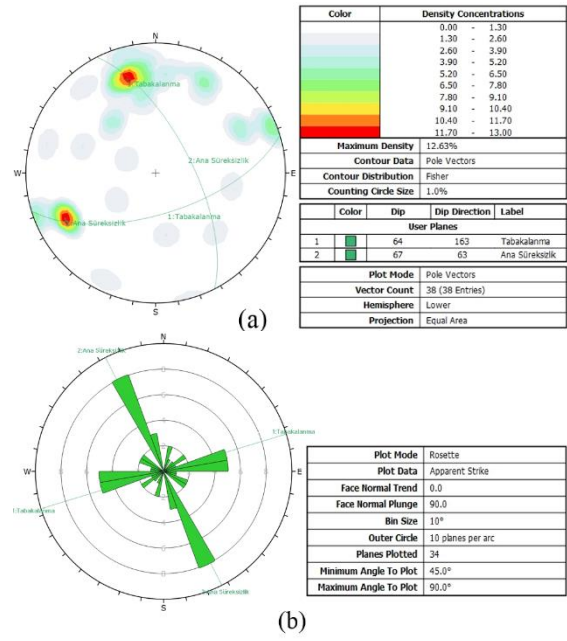 Color Density Concentrations
0.00 - 1.30
1.30 - 2.60
2.60 - 3.90
3.90 - 5.20
5.20 - 6.50
6.50 - 7.80
7.80 - 9.10
9.10 - 10.40
10.40 - 11.70
11.70 - 13.00
Maximum Density 12.63%
Contour Data Pole Vectors
Contour Distribution Fisher
Counting Circle Size 1.0%
Color Dip Dip Direction Label
User Planes
1 64 163 Tabakalanma
2 67 63 Ana Süreksizlik
Plot Mode Pole Vectors
Vector Count 38 (38 Entries)
Hemisphere Lower
Projection Equal Area
N
Tabakalanma
2:Ana Süreksizlik
W
E
Ana Süreksizlik
1:Tabakalanma
S
(a)
N
2:Ana Süreksizlik
1:Tabakalanma
W
E
1:Tabakalanma
S
Plot Mode Rosette
Plot Data Apparent Strike
Face Normal Trend 0.0
Face Normal Plunge 90.0
Bin Size 10°
Outer Circle 10 planes per arc
Planes Plotted 34
Minimum Angle To Plot 45.0°
Maximum Angle To Plot 90.0°
(b)